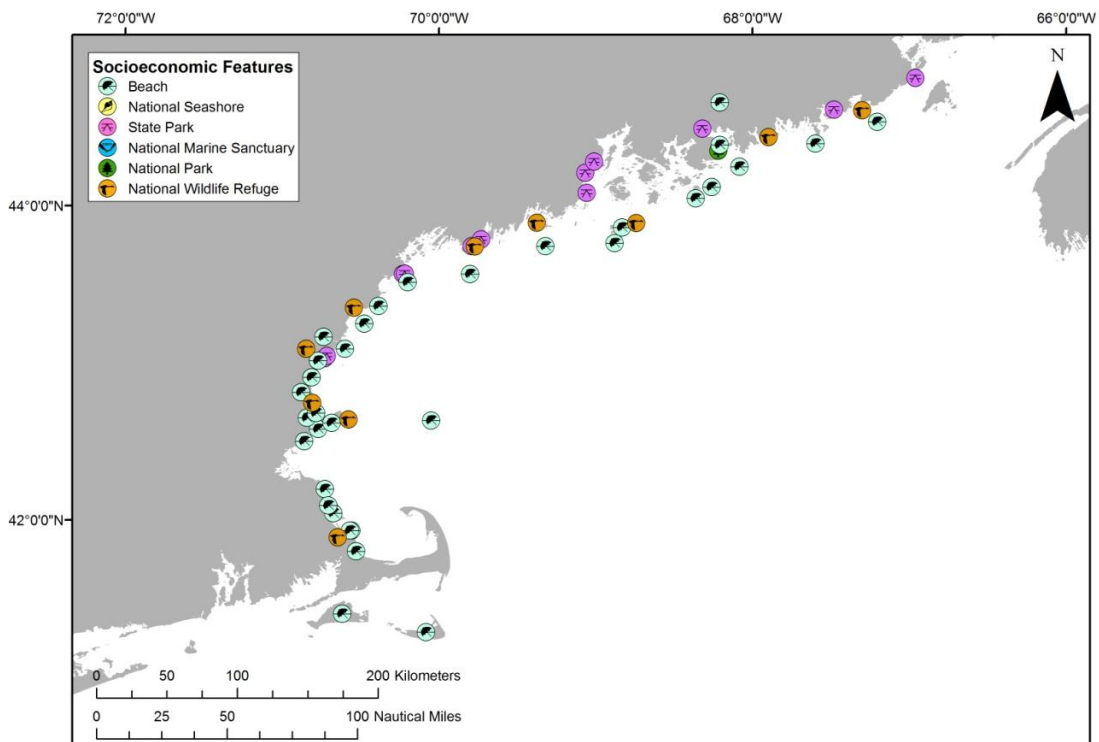 72°0'0"W 70°0'0"W 68°0'0"W 66°0'0"W
Socioeconomic Features
Beach
National Seashore
State Park
National Marine Sanctuary
National Park
National Wildlife Refuge
N
44°0'0"N
42°0'0"N
0 50 100 200 Kilometers
0 25 50 100 Nautical Miles